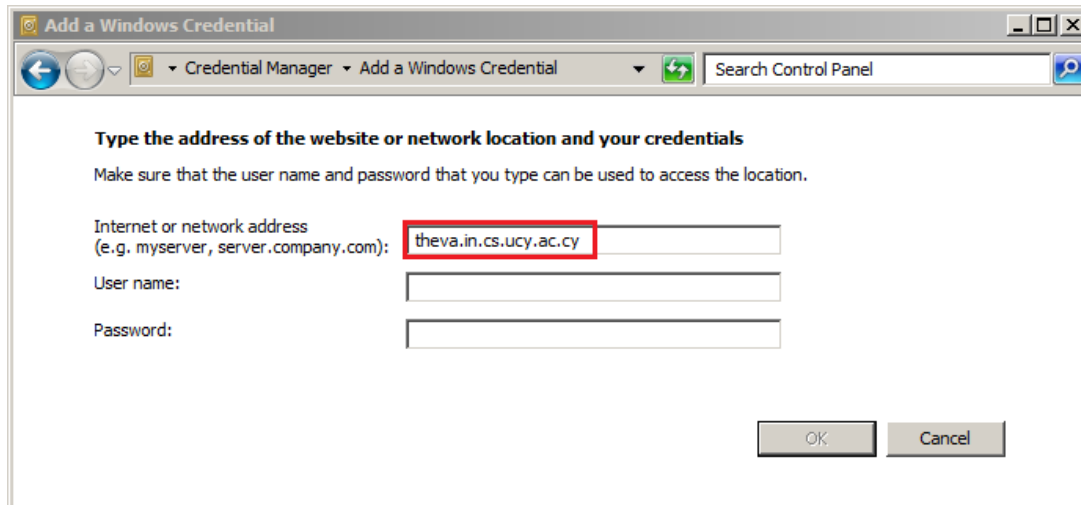 Add a Windows Credential
Credential Manager Add a Windows Credential Search Control Panel
Type the address of the website or network location and your credentials
Make sure that the user name and password that you type can be used to access the location.
Internet or network address
(e.g. myserver, server.company.com): theva.in.cs.ucy.ac.cy
User name:
Password:
OK Cancel